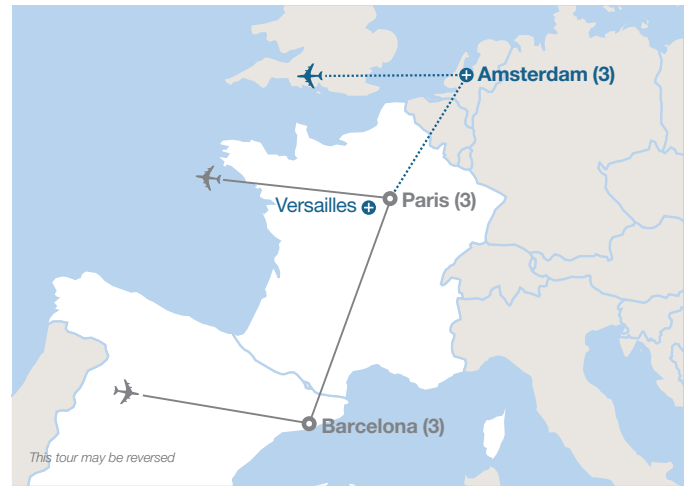 Amsterdam (3)
Paris (3)
Versailles
Barcelona (3)
This tour may be reversed